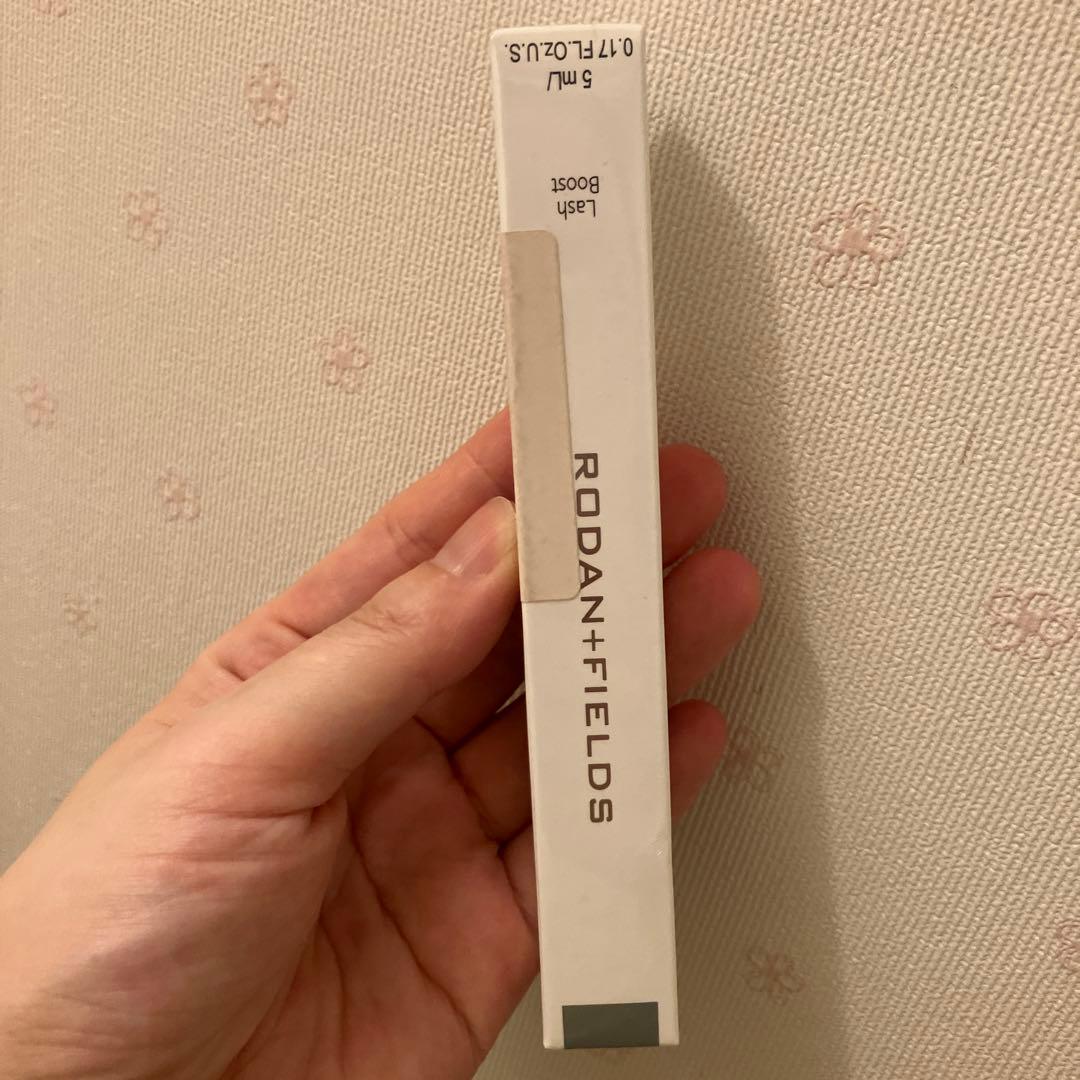 RODAN+FIELDS
Lash
Boost
5 mL/
0.17 FL.Oz.U.S.